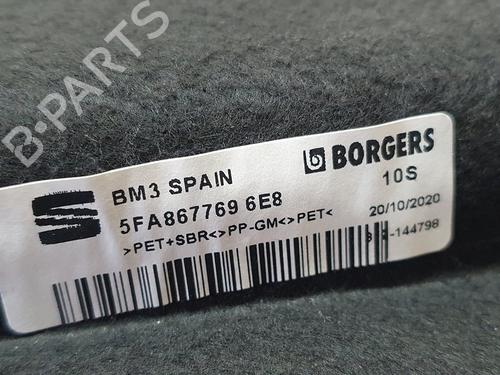 B-PARTS
BM3 SPAIN
BORGERS
5FA867769 6E8
10S
>PET+SBR<>PP-GM<>PET<
20/10/2020
-144798